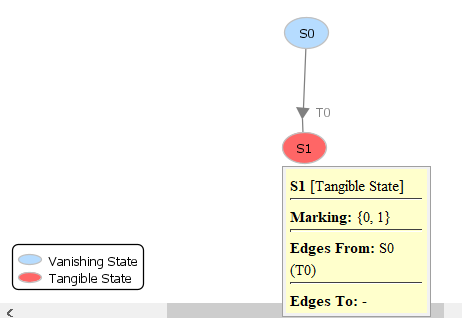 S0
T0
S1
S1 [Tangible State]
Marking: {0, 1}
Edges From: S0
(T0)
Edges To: -
Vanishing State
Tangible State